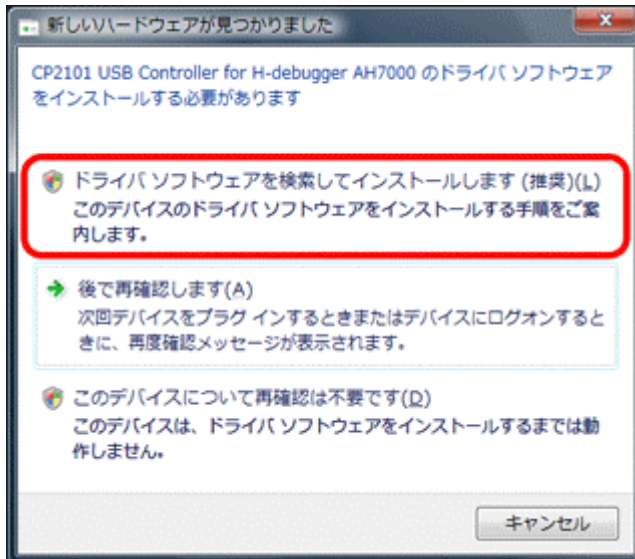 新しいハードウェアが見つかりました
CP2101 USB Controller for H-debugger AH7000 のドライバ ソフトウェア
をインストールする必要があります
ドライバ ソフトウェアを検索してインストールします (推奨)(L)
このデバイスのドライバ ソフトウェアをインストールする手順をご案
内します。
後で再確認します(A)
次回デバイスをプラグ インするときまたはデバイスにログオンすると
きに、再度確認メッセージが表示されます。
このデバイスについて再確認は不要です(D)
このデバイスは、ドライバ ソフトウェアをインストールするまでは動
作しません。
キャンセル